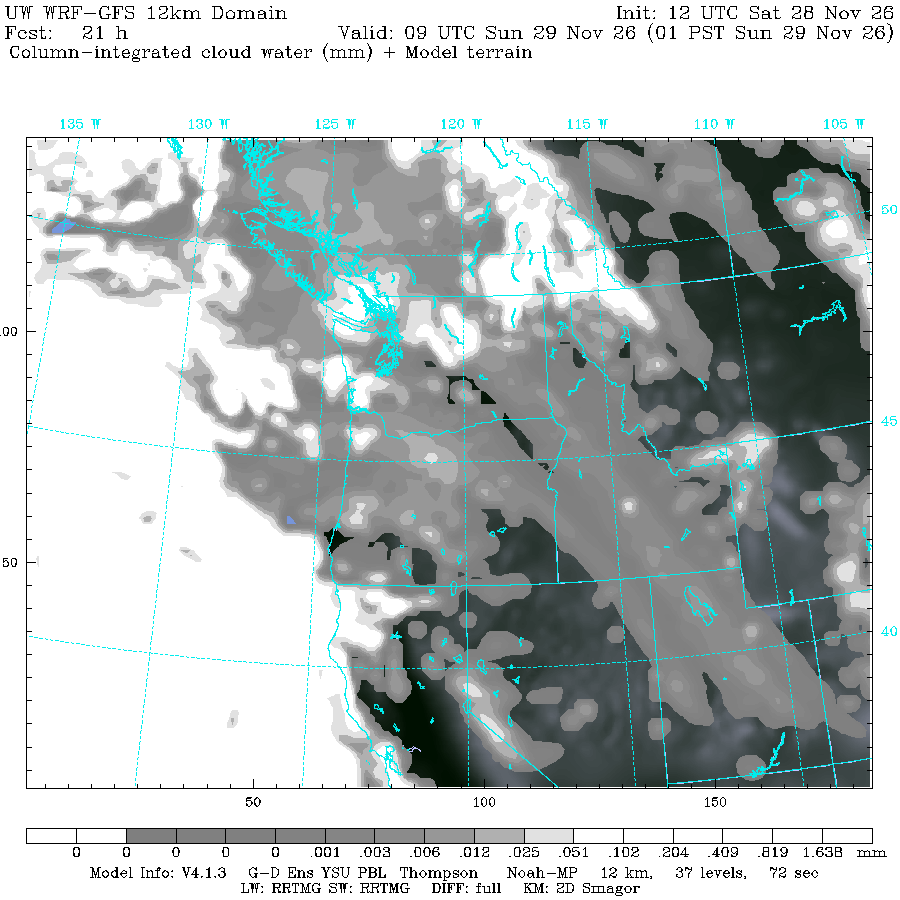 UW WRF-GFS 12km Domain Init: 12 UTC Sat 28 Nov 26
Fcst: 21 h Valid: 09 UTC Sun 29 Nov 26 (01 PST Sun 29 Nov 26)
Column-integrated cloud water (mm) + Model terrain
135 W 130 W 125 W 120 W 115 W 110 W 105 W
50
00
45
50
40
50 100 150
0 0 0 0 .001 .003 .006 .012 .025 .051 .102 .204 .409 .819 1.638 mm
Model Info: V4.1.3 G-D Ens YSU PBL Thompson Noah-MP 12 km, 37 levels, 72 sec
LW: RRTMG SW: RRTMG DIFF: full KM: 2D Smagor